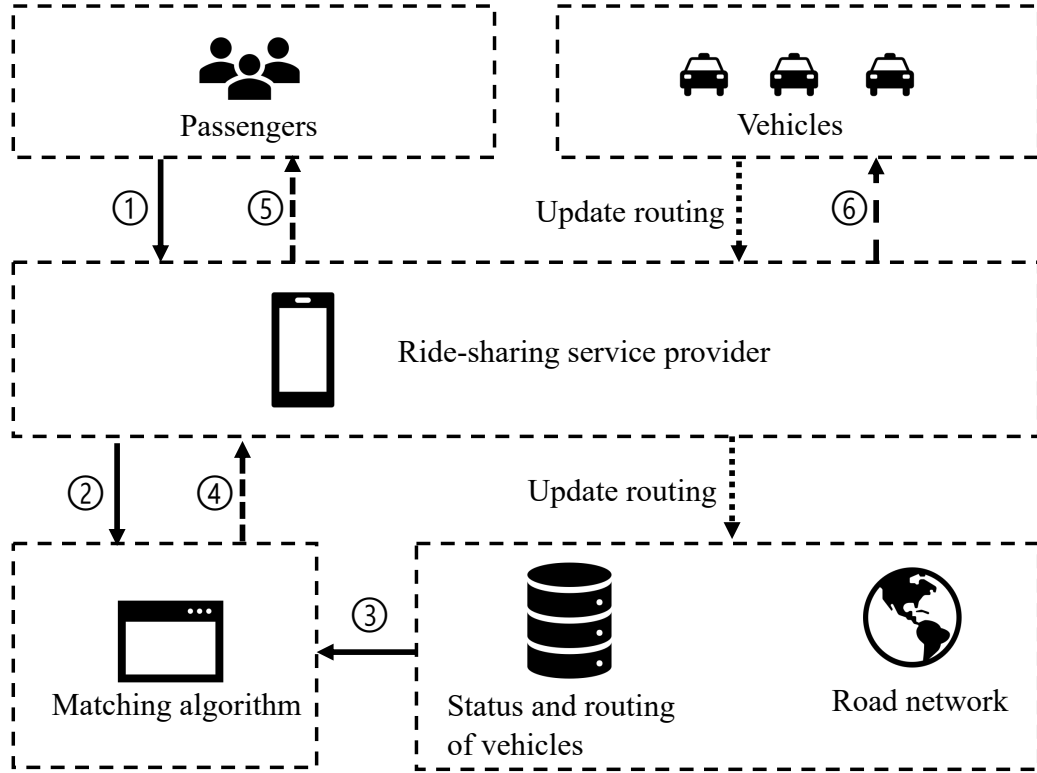 Passengers
Vehicles
①
⑤
Update routing
⑥
Ride-sharing service provider
②
④
Update routing
③
Matching algorithm
Status and routing
of vehicles
Road network